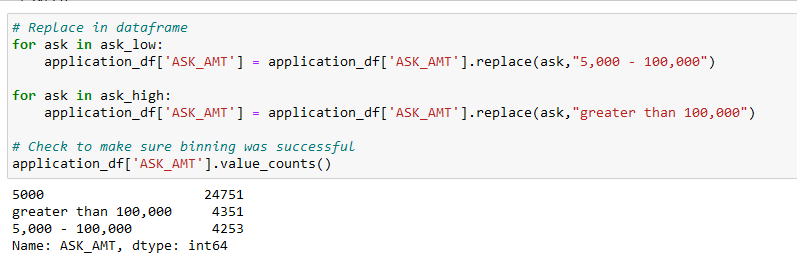 # Replace in dataframe
for ask in ask_low:
    application_df['ASK_AMT'] = application_df['ASK_AMT'].replace(ask,"5,000 - 100,000")
for ask in ask_high:
    application_df['ASK_AMT'] = application_df['ASK_AMT'].replace(ask,"greater than 100,000")
# Check to make sure binning was successful
application_df['ASK_AMT'].value_counts()
5000                    24751
greater than 100,000     4351
5,000 - 100,000          4253
Name: ASK_AMT, dtype: int64